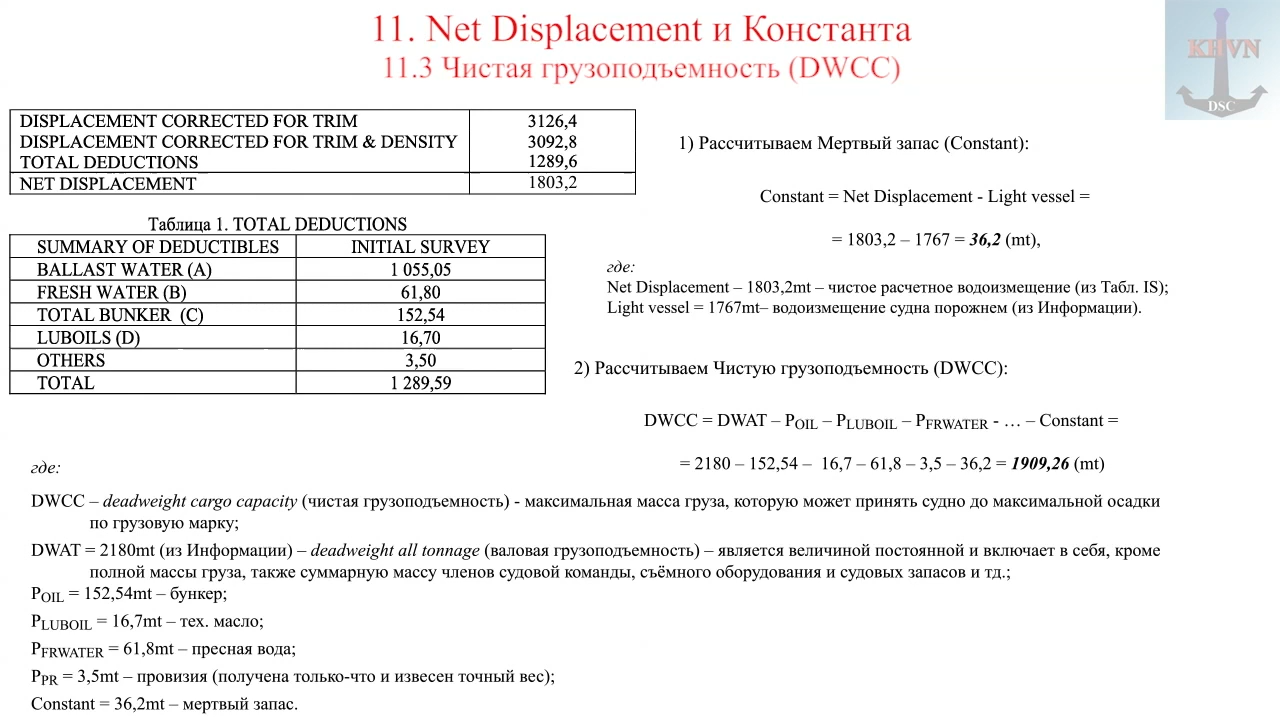 11. Net Displacement и Константа
11.3 Чистая грузоподъемность (DWCC)
KHVN
DSC
DISPLACEMENT CORRECTED FOR TRIM 3126,4
DISPLACEMENT CORRECTED FOR TRIM & DENSITY 3092,8
TOTAL DEDUCTIONS 1289,6
NET DISPLACEMENT 1803,2
Таблица 1. TOTAL DEDUCTIONS
SUMMARY OF DEDUCTIBLES INITIAL SURVEY
BALLAST WATER (A) 1 055,05
FRESH WATER (B) 61,80
TOTAL BUNKER (C) 152,54
LUBOILS (D) 16,70
OTHERS 3,50
TOTAL 1 289,59
1) Рассчитываем Мертвый запас (Constant):
Constant = Net Displacement - Light vessel =
= 1803,2 – 1767 = 36,2 (mt),
где:
Net Displacement – 1803,2mt – чистое расчетное водоизмещение (из Табл. IS);
Light vessel = 1767mt– водоизмещение судна порожнем (из Информации).
2) Рассчитываем Чистую грузоподъемность (DWCC):
DWCC = DWAT – POIL – PLUBOIL – PFRWATER - … – Constant =
= 2180 – 152,54 – 16,7 – 61,8 – 3,5 – 36,2 = 1909,26 (mt)
где:
DWCC – deadweight cargo capacity (чистая грузоподъемность) - максимальная масса груза, которую может принять судно до максимальной осадки
по грузовую марку;
DWAT = 2180mt (из Информации) – deadweight all tonnage (валовая грузоподъемность) – является величиной постоянной и включает в себя, кроме
полной массы груза, также суммарную массу членов судовой команды, съёмного оборудования и судовых запасов и тд.;
POIL = 152,54mt – бункер;
PLUBOIL = 16,7mt – тех. масло;
PFRWATER = 61,8mt – пресная вода;
PPR = 3,5mt – провизия (получена только-что и извесен точный вес);
Constant = 36,2mt – мертвый запас.